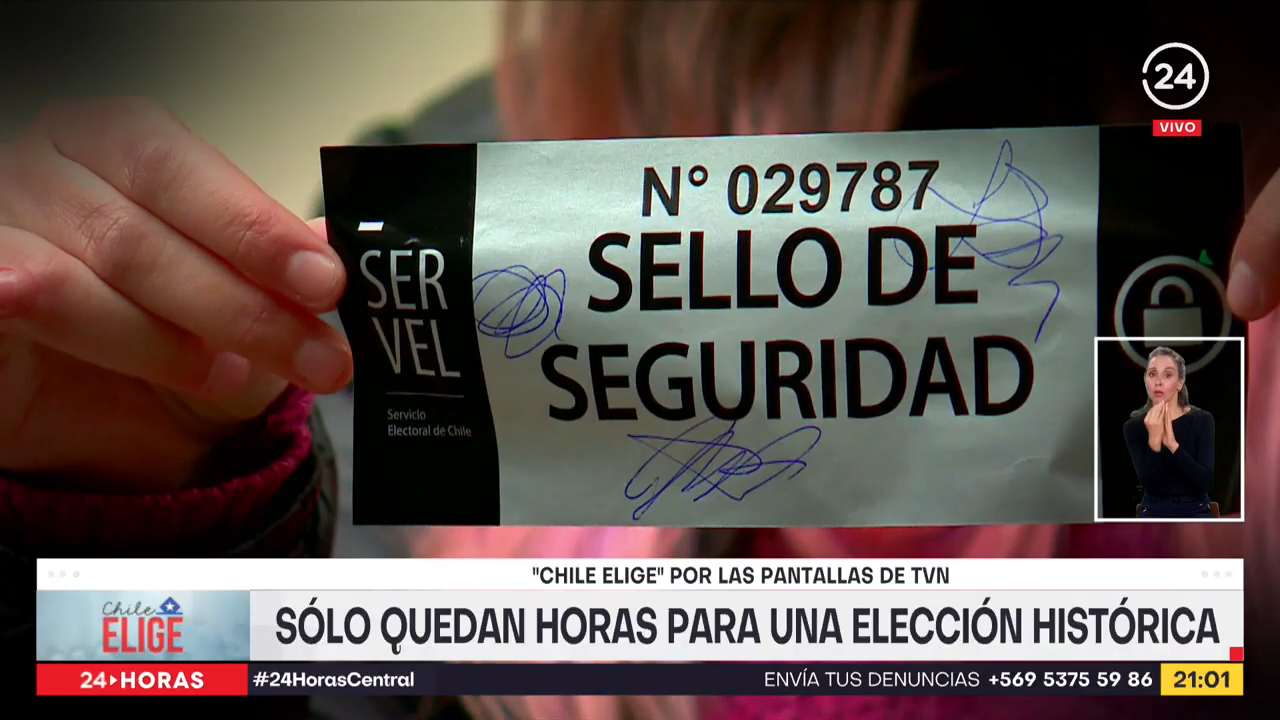 24
VIVO
N° 029787
SELLO DE
SEGURIDAD
SER
VEL
Servicio
Electoral de Chile
"CHILE ELIGE" POR LAS PANTALLAS DE TVN
Chile
ELIGE
SÓLO QUEDAN HORAS PARA UNA ELECCIÓN HISTÓRICA
24 HORAS
#24HorasCentral
ENVÍA TUS DENUNCIAS +569 5375 59 86
21:01